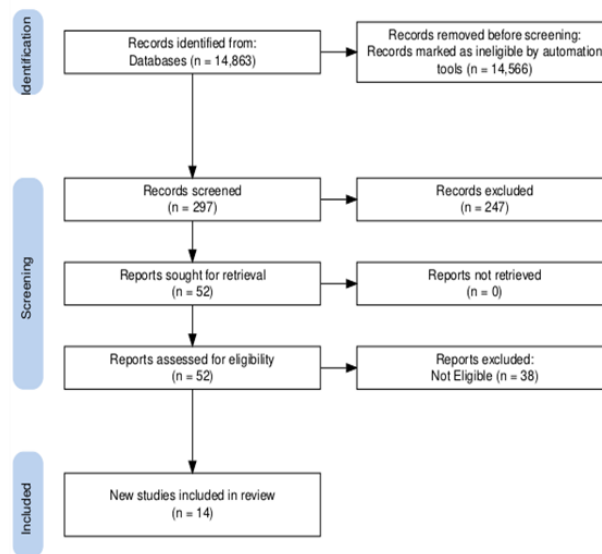 Identification
Records identified from:
Databases (n = 14,863)
Records removed before screening:
Records marked as ineligible by automation
tools (n = 14,566)
Screening
Records screened
(n = 297)
Records excluded
(n = 247)
Reports sought for retrieval
(n = 52)
Reports not retrieved
(n = 0)
Reports assessed for eligibility
(n = 52)
Reports excluded:
Not Eligible (n = 38)
Included
New studies included in review
(n = 14)